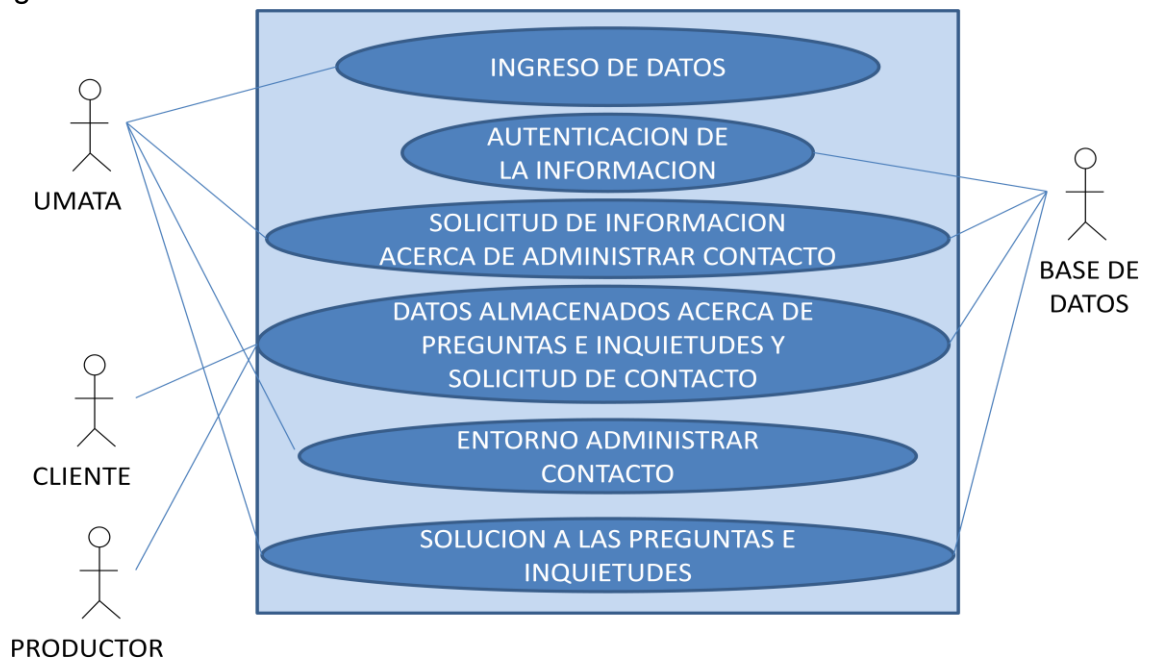 INGRESO DE DATOS
AUTENTICACION DE
LA INFORMACION
UMATA
SOLICITUD DE INFORMACION
ACERCA DE ADMINISTRAR CONTACTO
BASE DE
DATOS
DATOS ALMACENADOS ACERCA DE
PREGUNTAS E INQUIETUDES Y
SOLICITUD DE CONTACTO
CLIENTE
ENTORNO ADMINISTRAR
CONTACTO
SOLUCION A LAS PREGUNTAS E
INQUIETUDES
PRODUCTOR